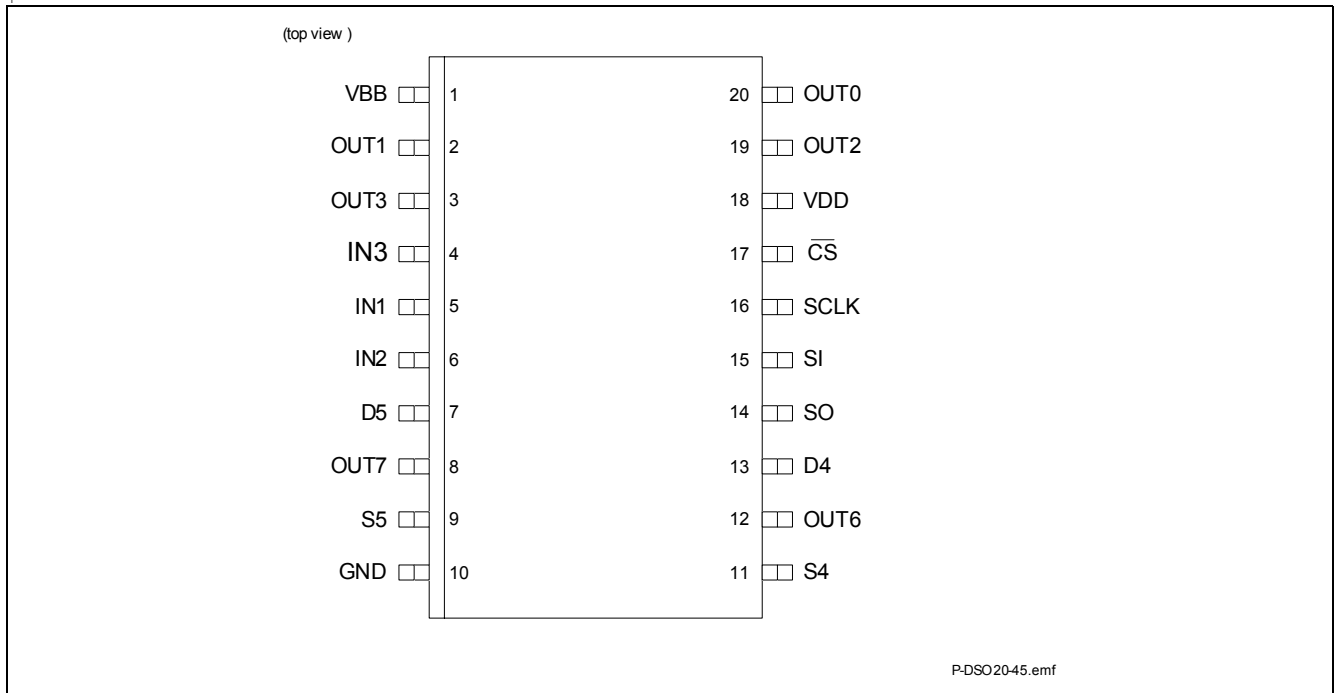 (top view )
VBB 1 20 OUT0
OUT1 2 19 OUT2
OUT3 3 18 VDD
IN3 4 17 C̅S̅
IN1 5 16 SCLK
IN2 6 15 SI
D5 7 14 SO
OUT7 8 13 D4
S5 9 12 OUT6
GND 10 11 S4
P-DSO20-45.emf